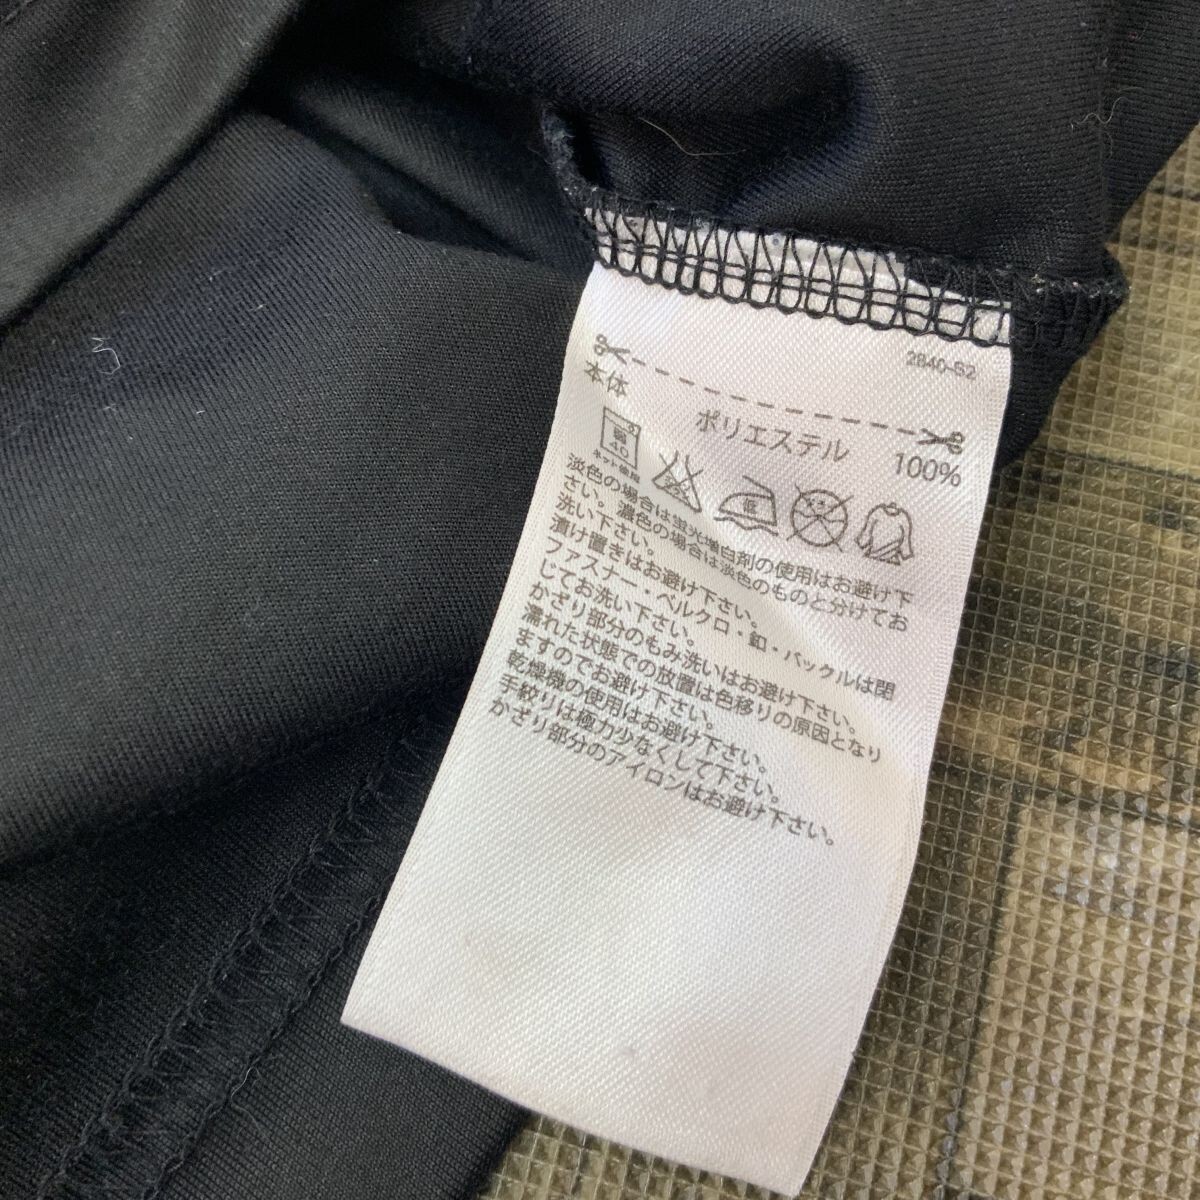 2840-S2
本体
ポリエステル 100%
弱
40
ネット使用
低
淡色の場合は蛍光増白剤の使用はお避け下
さい。濃色の場合は淡色のものと分けてお
洗い下さい。
漬け置きはお避け下さい。
ファスナー・ベルクロ・釦・バックルは閉
じてお洗い下さい。
かざり部分のもみ洗いはお避け下さい。
濡れた状態での放置は色移りの原因となり
ますのでお避け下さい。
乾燥機の使用はお避け下さい。
手絞りは極力少なくして下さい。
かざり部分のアイロンはお避け下さい。